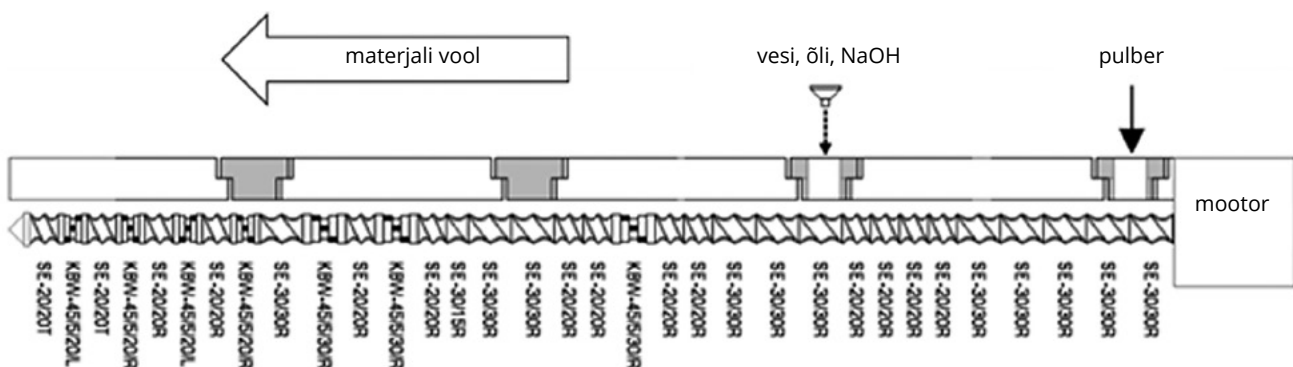 materjali vool
vesi, õli, NaOH
pulber
mootor
SE-20/20T
KBW-45/5/20/L
SE-20/20T
KBW-45/5/20/R
SE-20/20R
KBW-45/5/20/L
SE-20/20R
KBW-45/5/20/R
SE-30/30R
KBW-45/5/30/R
SE-20/20R
KBW-45/5/30/R
SE-20/20R
SE-30/15R
SE-30/30R
SE-30/30R
SE-20/20R
SE-20/20R
KBW-45/5/30/R
SE-20/20R
SE-20/20R
SE-30/30R
SE-30/30R
SE-30/30R
SE-20/20R
SE-20/20R
SE-20/20R
SE-20/20R
SE-30/30R
SE-30/30R
SE-30/30R
SE-30/30R
SE-30/30R